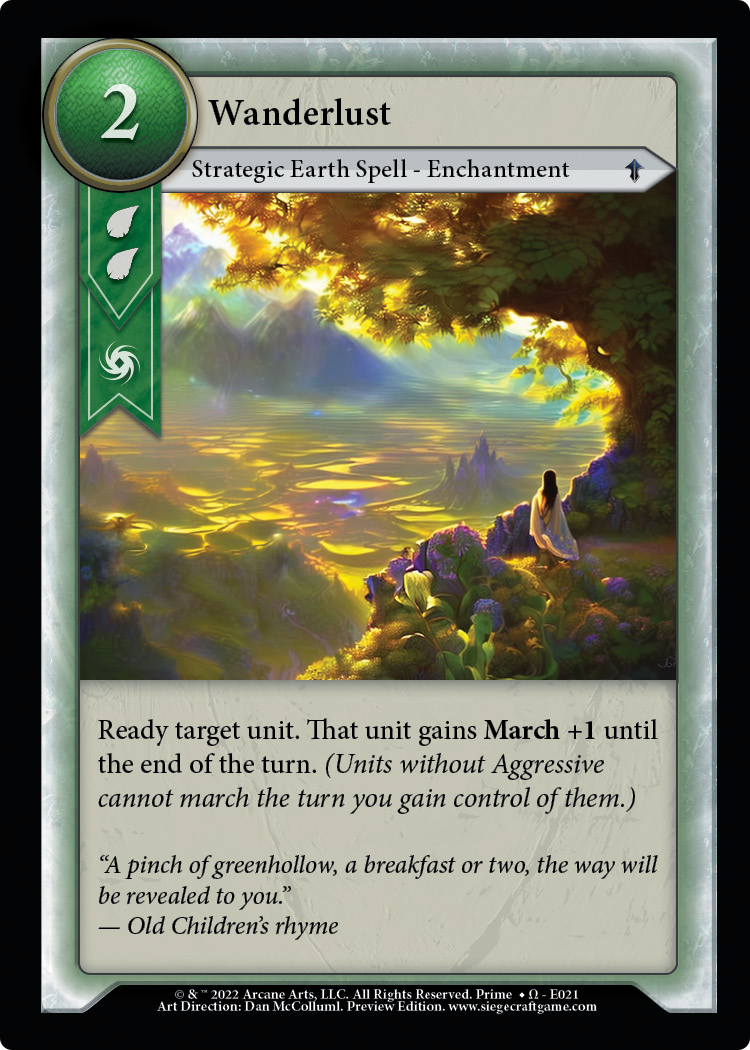 2
Wanderlust
Strategic Earth Spell - Enchantment
Ready target unit. That unit gains March +1 until
the end of the turn. (Units without Aggressive
cannot march the turn you gain control of them.)
“A pinch of greenhollow, a breakfast or two, the way will
be revealed to you.”
— Old Children’s rhyme
© & ™ 2022 Arcane Arts, LLC. All Rights Reserved. Prime ⬥ Ω - E021
Art Direction: Dan McColluml. Preview Edition. www.siegecraftgame.com